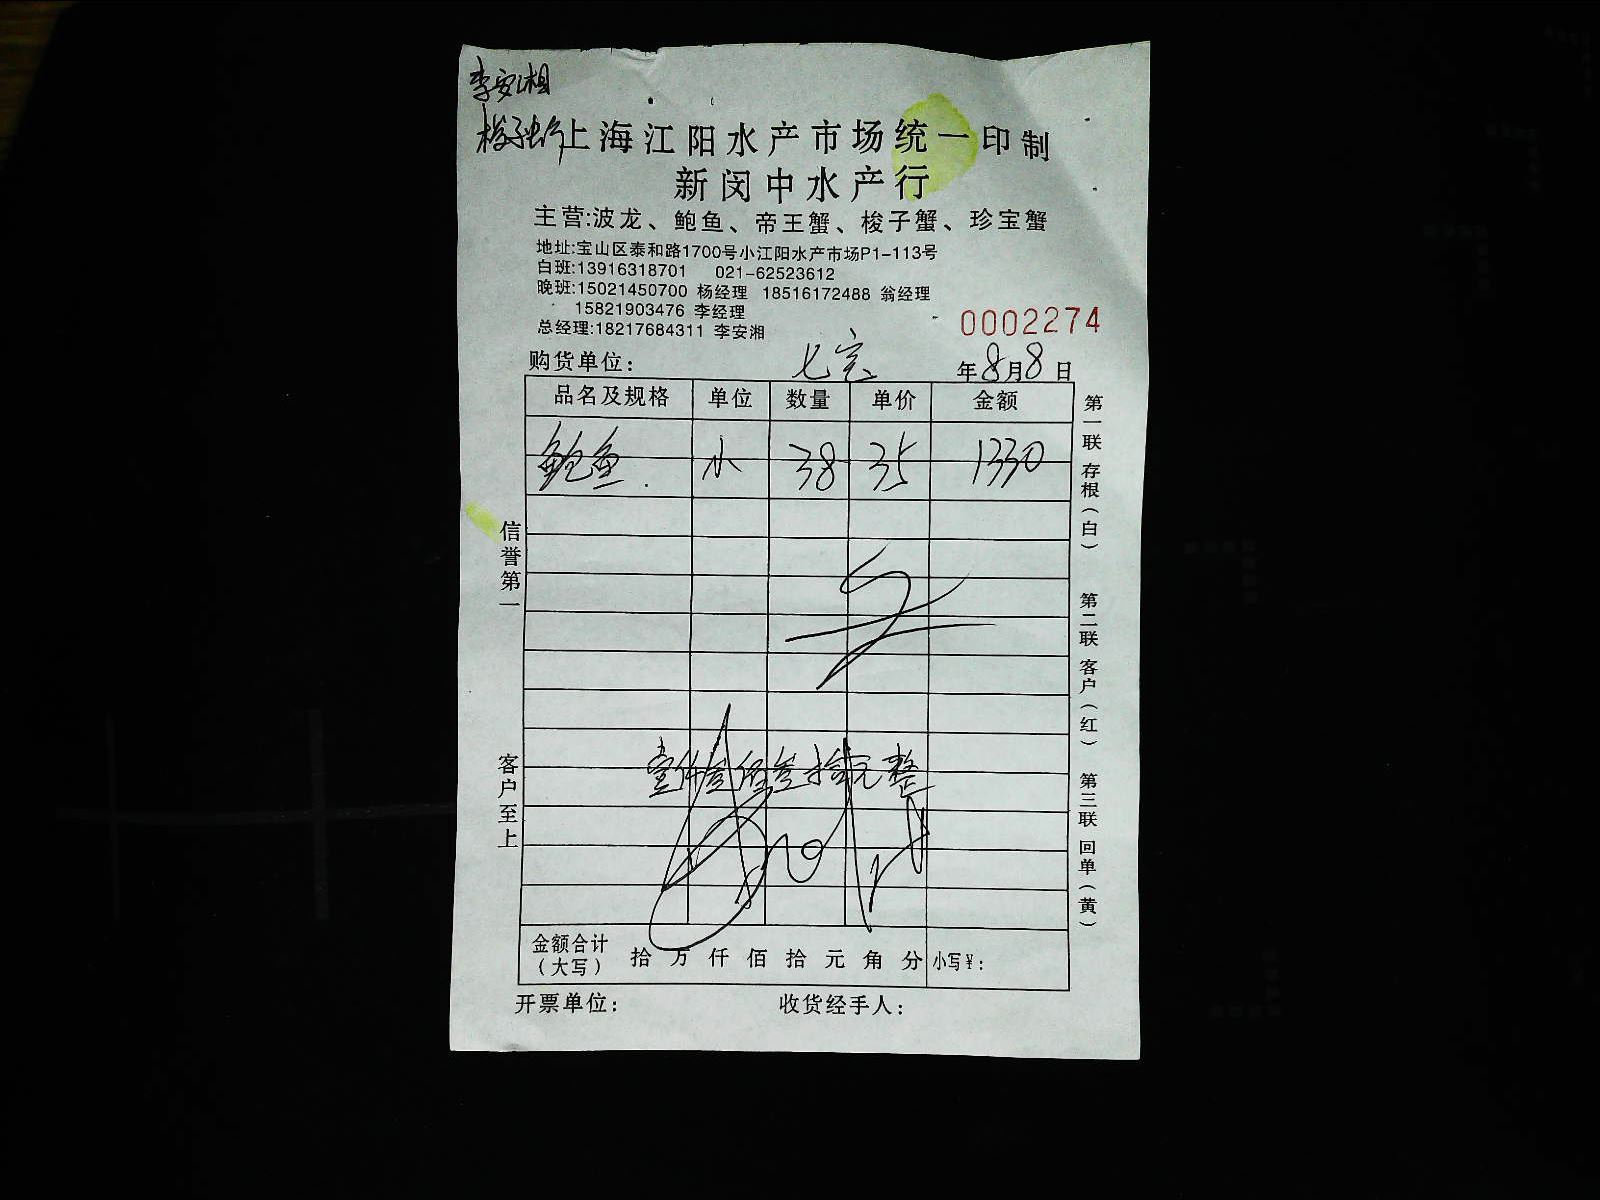 李安湘
梭子蟹
上海江阳水产市场统一印制
新闵中水产行
主营:波龙、鲍鱼、帝王蟹、梭子蟹、珍宝蟹
地址:宝山区泰和路1700号小江阳水产市场P1-113号
白班:13916318701 021-62523612
晚班:15021450700 杨经理 18516172488 翁经理
15821903476 李经理
总经理:18217684311 李安湘
0002274
购货单位: 七宝 年8月8日
品名及规格 单位 数量 单价 金额
鲍鱼 小 38 35 1330
壹仟叁佰叁拾元整
金额合计
(大写) 拾 万 仟 佰 拾 元 角 分 小写¥:
开票单位: 收货经手人:
信誉第一
客户至上
第一联 存根(白)
第二联 客户(红)
第三联 回单(黄)